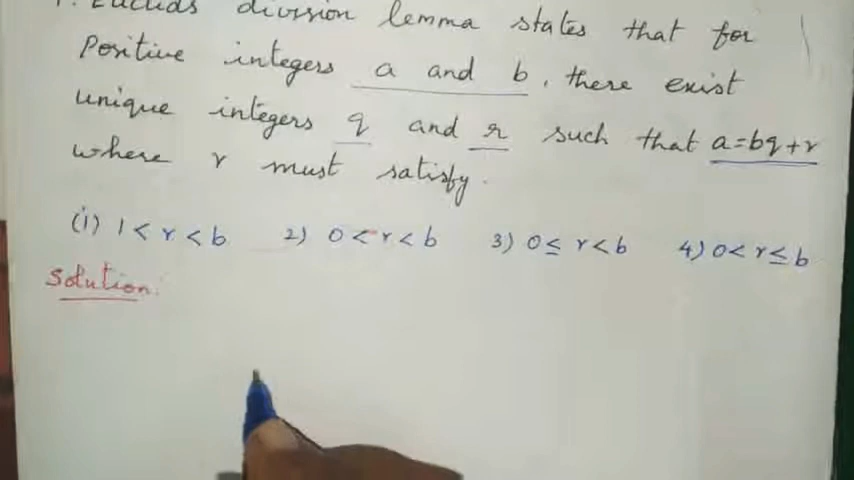 1. Euclids division lemma states that for
Positive integers a and b, there exist
unique integers q and r such that a=bq+r
where r must satisfy.
(1) 1 < r < b 2) 0 < r < b 3) 0 ≤ r < b 4) 0 < r ≤ b
Solution: